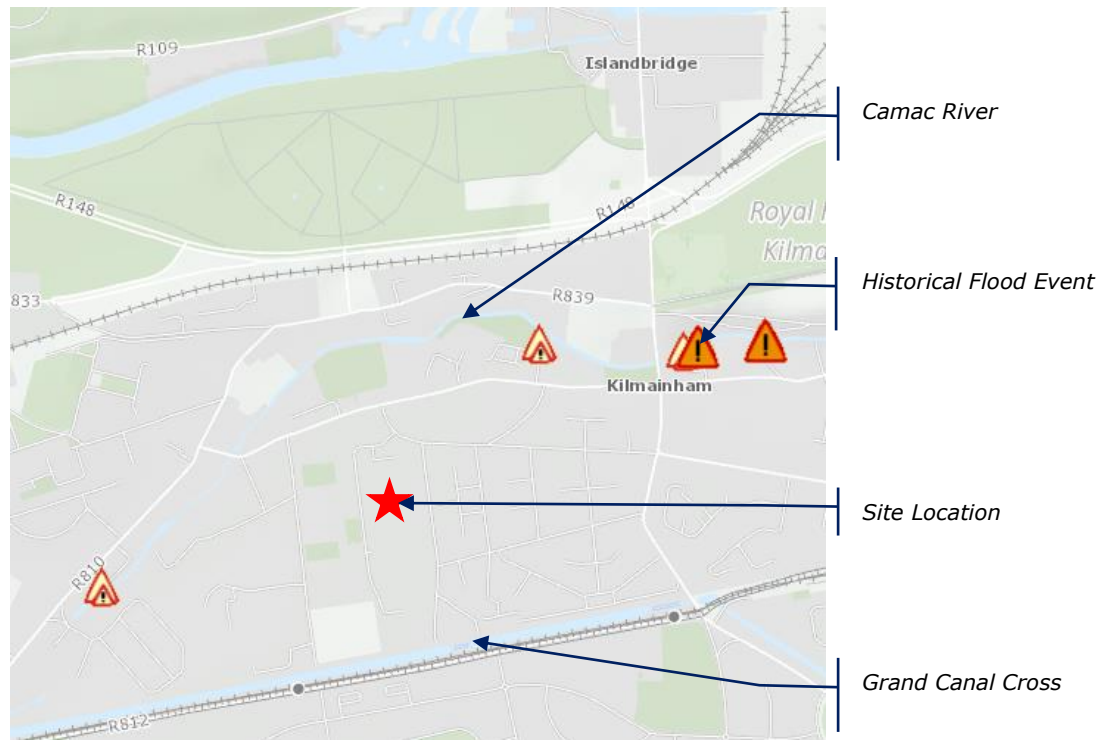 R109
Islandbridge
Camac River
R148
R148
Royal
Kilma
Historical Flood Event
833
R839
Kilmainham
Site Location
R810
Grand Canal Cross
R812